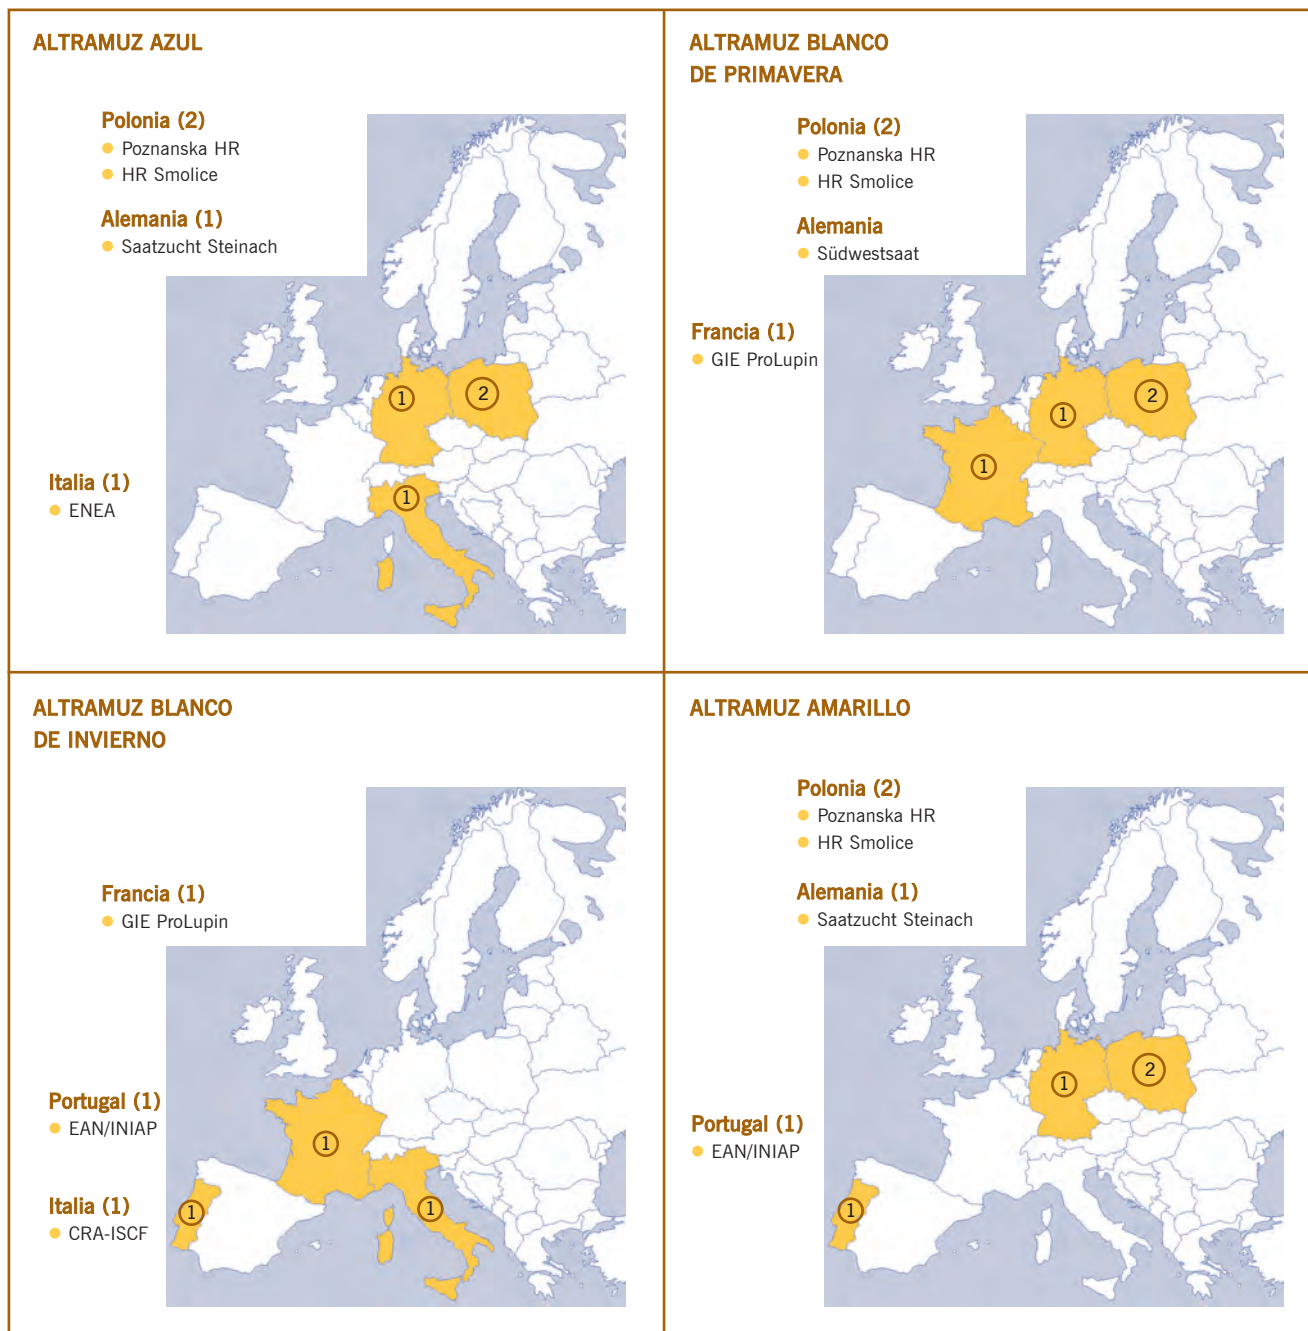 ALTRAMUZ AZUL
Polonia (2)
Poznanska HR
HR Smolice
Alemania (1)
Saatzucht Steinach
Italia (1)
ENEA
1
2
1
ALTRAMUZ BLANCO
DE PRIMAVERA
Polonia (2)
Poznanska HR
HR Smolice
Alemania
Südwestsaat
Francia (1)
GIE ProLupin
2
1
1
ALTRAMUZ BLANCO
DE INVIERNO
Francia (1)
GIE ProLupin
Portugal (1)
EAN/INIAP
Italia (1)
CRA-ISCF
1
1
1
ALTRAMUZ AMARILLO
Polonia (2)
Poznanska HR
HR Smolice
Alemania (1)
Saatzucht Steinach
Portugal (1)
EAN/INIAP
2
1
1